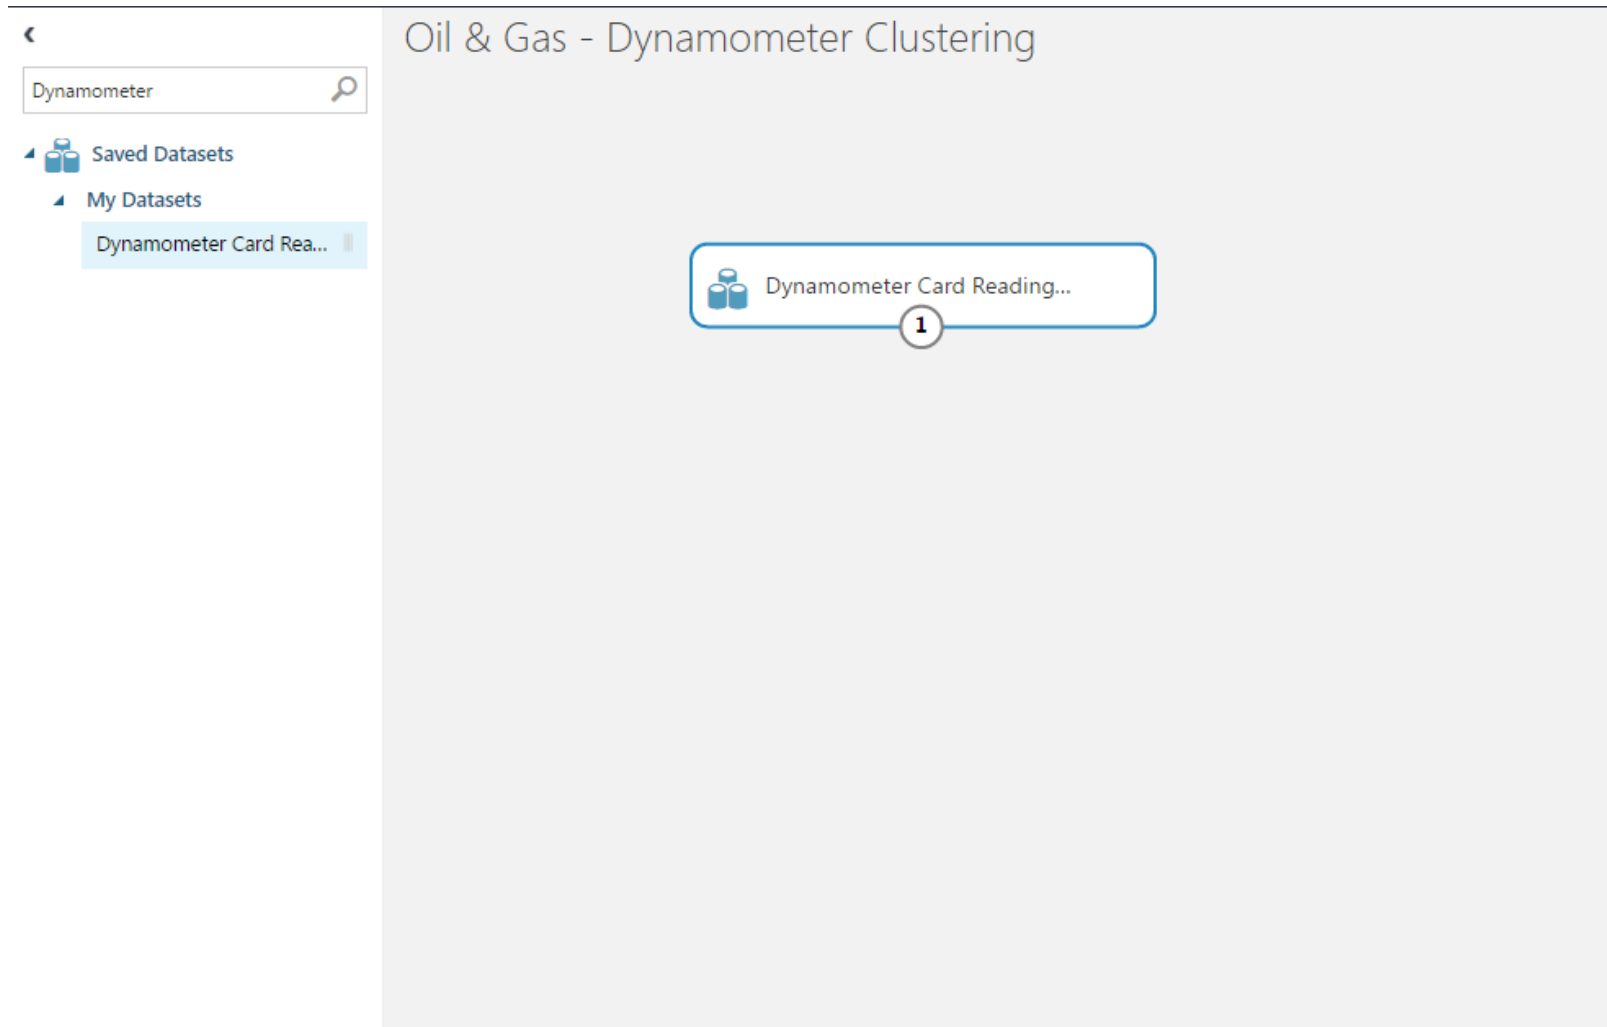 Oil & Gas - Dynamometer Clustering
Dynamometer
Saved Datasets
My Datasets
Dynamometer Card Rea...
Dynamometer Card Reading...
1